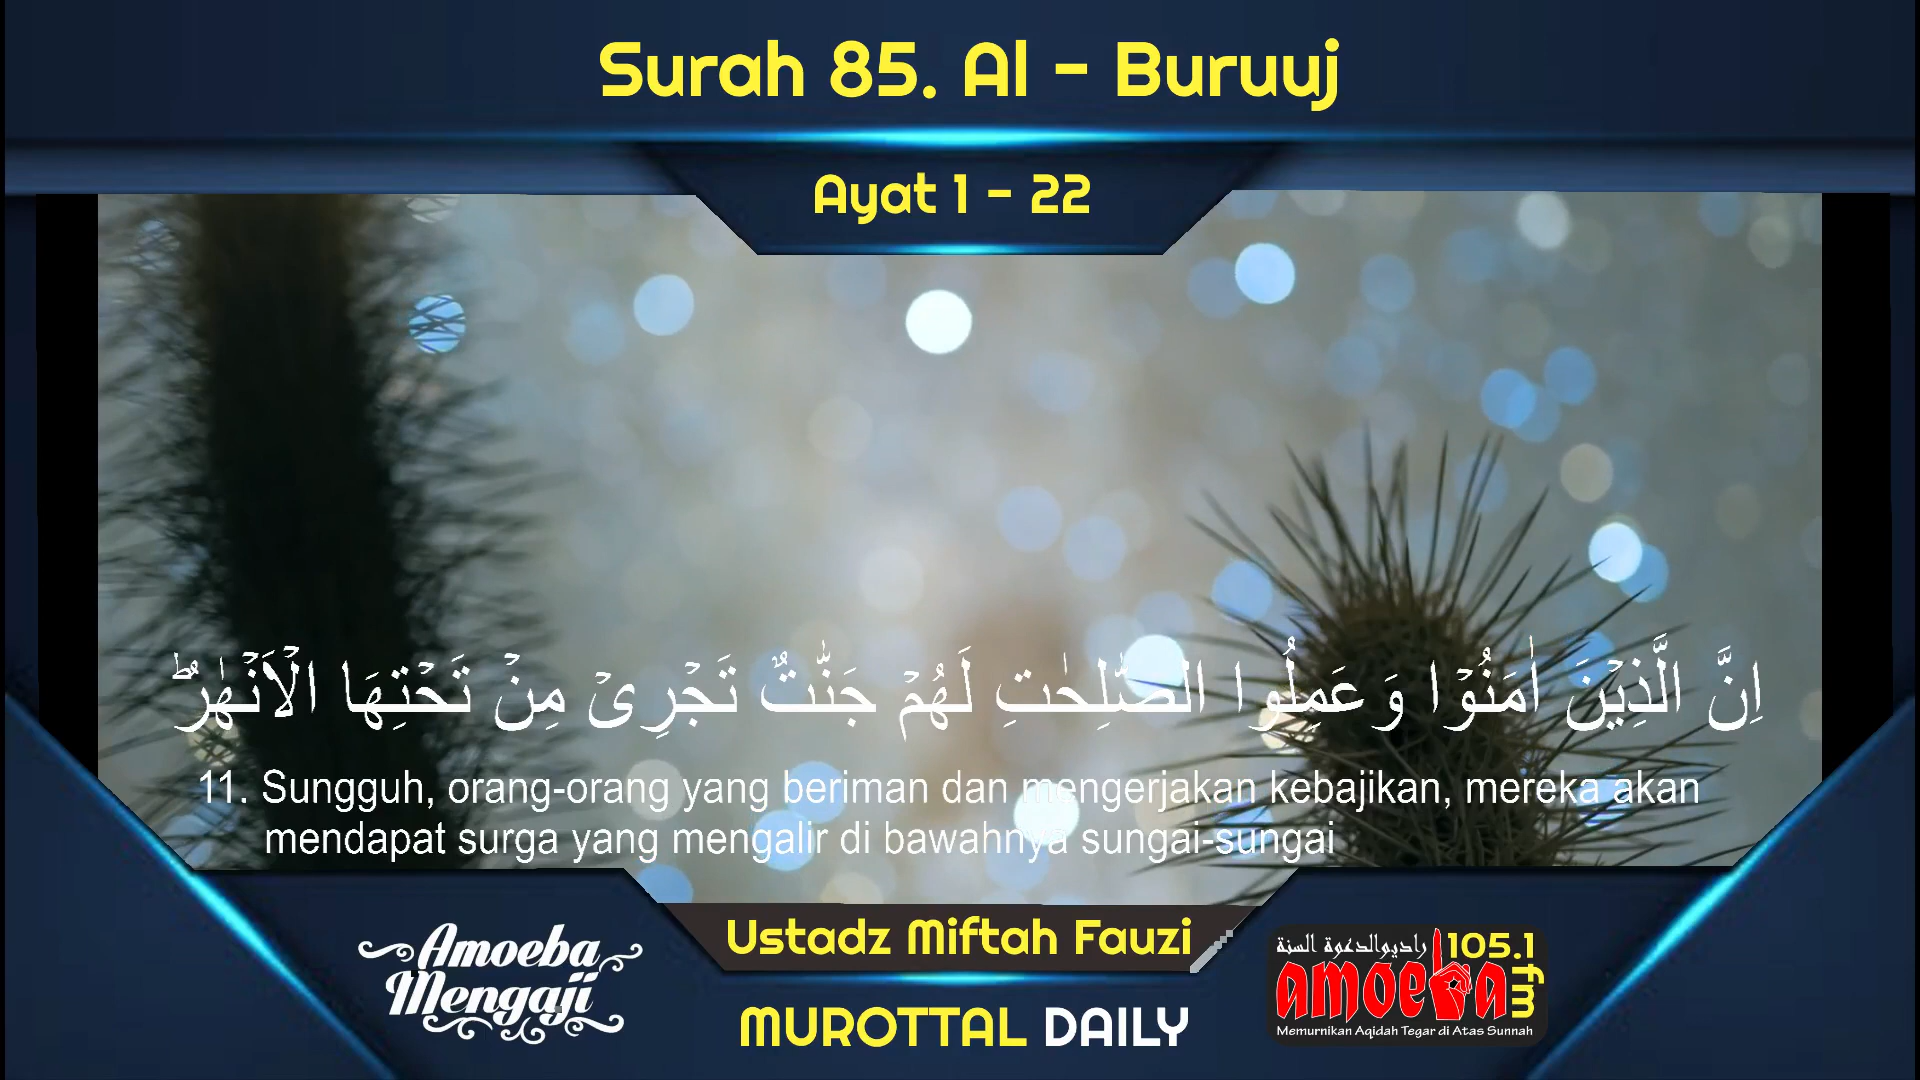 Surah 85. Al - Buruuj
Ayat 1 - 22
اِنَّ الَّذِيْنَ اٰمَنُوْا وَعَمِلُوا الصّٰلِحٰتِ لَهُمْ جَنّٰتٌ تَجْرِيْ مِنْ تَحْتِهَا الْاَنْهٰرُ ۗ
11. Sungguh, orang-orang yang beriman dan mengerjakan kebajikan, mereka akan
mendapat surga yang mengalir di bawahnya sungai-sungai
Ustadz Miftah Fauzi
MUROTTAL DAILY
Amoeba
Mengaji
راديو الدعوة السنة
105.1
amoeba
fm
Memurnikan Aqidah Tegar di Atas Sunnah